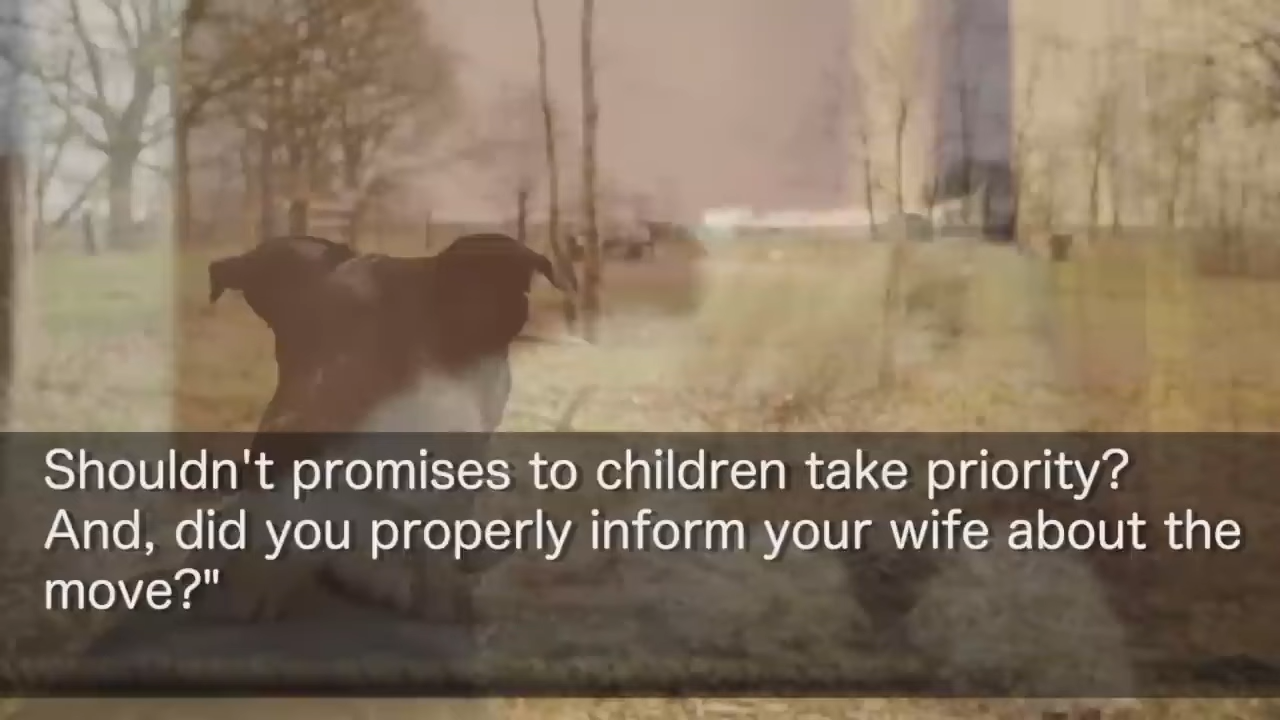 Shouldn't promises to children take priority?
And, did you properly inform your wife about the
move?"